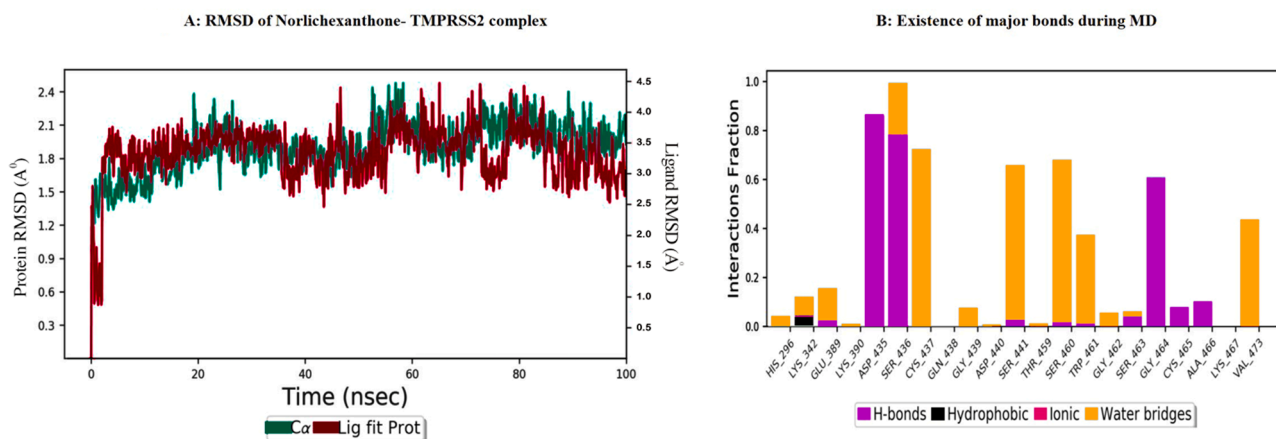 A: RMSD of Norlichexanthone- TMPRSS2 complex
B: Existence of major bonds during MD
Protein RMSD (A⁰)
2.4
2.1
1.8
1.5
1.2
0.9
0.6
0.3
4.5
4.0
3.5
3.0
2.5
2.0
1.5
1.0
0.5
Ligand RMSD (A⁰)
0
20
40
60
80
100
Time (nsec)
Cα
Lig fit Prot
Interactions Fraction
1.0
0.8
0.6
0.4
0.2
0.0
HIS_296
LYS_342
GLU_389
LYS_390
ASP_435
SER_436
CYS_437
GLN_438
GLY_439
ASP_440
SER_441
THR_459
SER_460
TRP_461
GLY_462
SER_463
GLY_464
CYS_465
ALA_466
LYS_467
VAL_473
H-bonds
Hydrophobic
Ionic
Water bridges